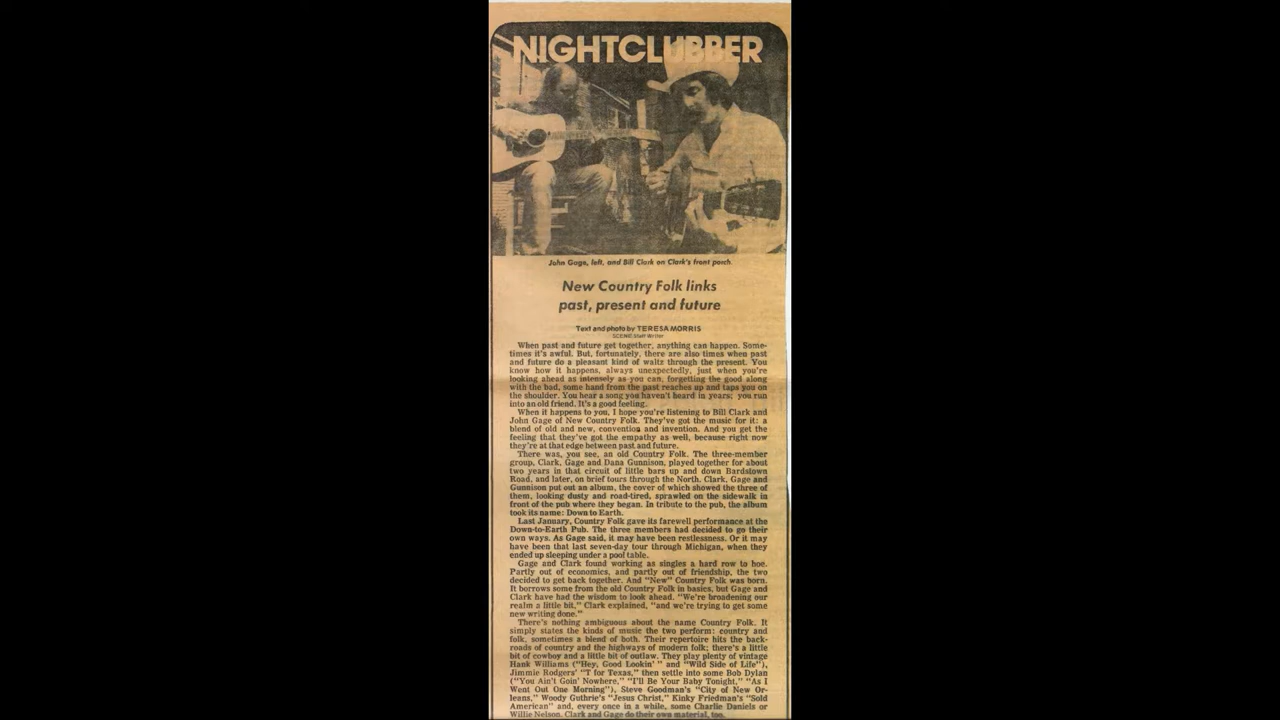 NIGHTCLUBBER
John Gage, left, and Bill Clark on Clark's front porch.
New Country Folk links
past, present and future
Text and photo by TERESA MORRIS
SCENE Staff Writer
When past and future get together, anything can happen. Some-
times it's awful. But, fortunately, there are also times when past
and future do a pleasant kind of waltz through the present. You
know how it happens, always unexpectedly, just when you're
looking ahead as intensely as you can, forgetting the good along
with the bad, some hand from the past reaches up and taps you on
the shoulder. You hear a song you haven't heard in years; you run
into an old friend. It's a good feeling.
When it happens to you, I hope you're listening to Bill Clark and
John Gage of New Country Folk. They've got the music for it: a
blend of old and new, convention and invention. And you get the
feeling that they've got the empathy as well, because right now
they're at that edge between past and future.
There was, you see, an old Country Folk. The three-member
group, Clark, Gage and Dana Gunnison, played together for about
two years in that circuit of little bars up and down Bardstown
Road, and later, on brief tours through the North. Clark, Gage and
Gunnison put out an album, the cover of which showed the three of
them, looking dusty and road-tired, sprawled on the sidewalk in
front of the pub where they began. In tribute to the pub, the album
took its name: Down to Earth.
Last January, Country Folk gave its farewell performance at the
Down-to-Earth Pub. The three members had decided to go their
own ways. As Gage said, it may have been restlessness. Or it may
have been that last seven-day tour through Michigan, when they
ended up sleeping under a pool table.
Gage and Clark found working as singles a hard row to hoe.
Partly out of economics, and partly out of friendship, the two
decided to get back together. And "New" Country Folk was born.
It borrows some from the old Country Folk in basics, but Gage and
Clark have had the wisdom to look ahead. "We're broadening our
realm a little bit," Clark explained, "and we're trying to get some
new writing done."
There's nothing ambiguous about the name Country Folk. It
simply states the kinds of music the two perform: country and
folk, sometimes a blend of both. Their repertoire hits the back-
roads of country and the highways of modern folk; there's a little
bit of cowboy and a little bit of outlaw. They play plenty of vintage
Hank Williams ("Hey, Good Lookin' " and "Wild Side of Life"),
Jimmie Rodgers' "T for Texas," then settle into some Bob Dylan
("You Ain't Goin' Nowhere," "I'll Be Your Baby Tonight," "As I
Went Out One Morning"), Steve Goodman's "City of New Or-
leans," Woody Guthrie's "Jesus Christ," Kinky Friedman's "Sold
American" and, every once in a while, some Charlie Daniels or
Willie Nelson. Clark and Gage do their own material, too.